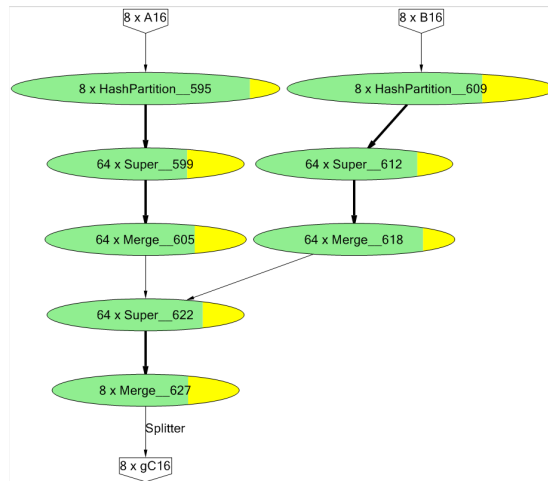 8 x A16
8 x B16
8 x HashPartition__595
8 x HashPartition__609
64 x Super__599
64 x Super__612
64 x Merge__605
64 x Merge__618
64 x Super__622
8 x Merge__627
Splitter
8 x gC16